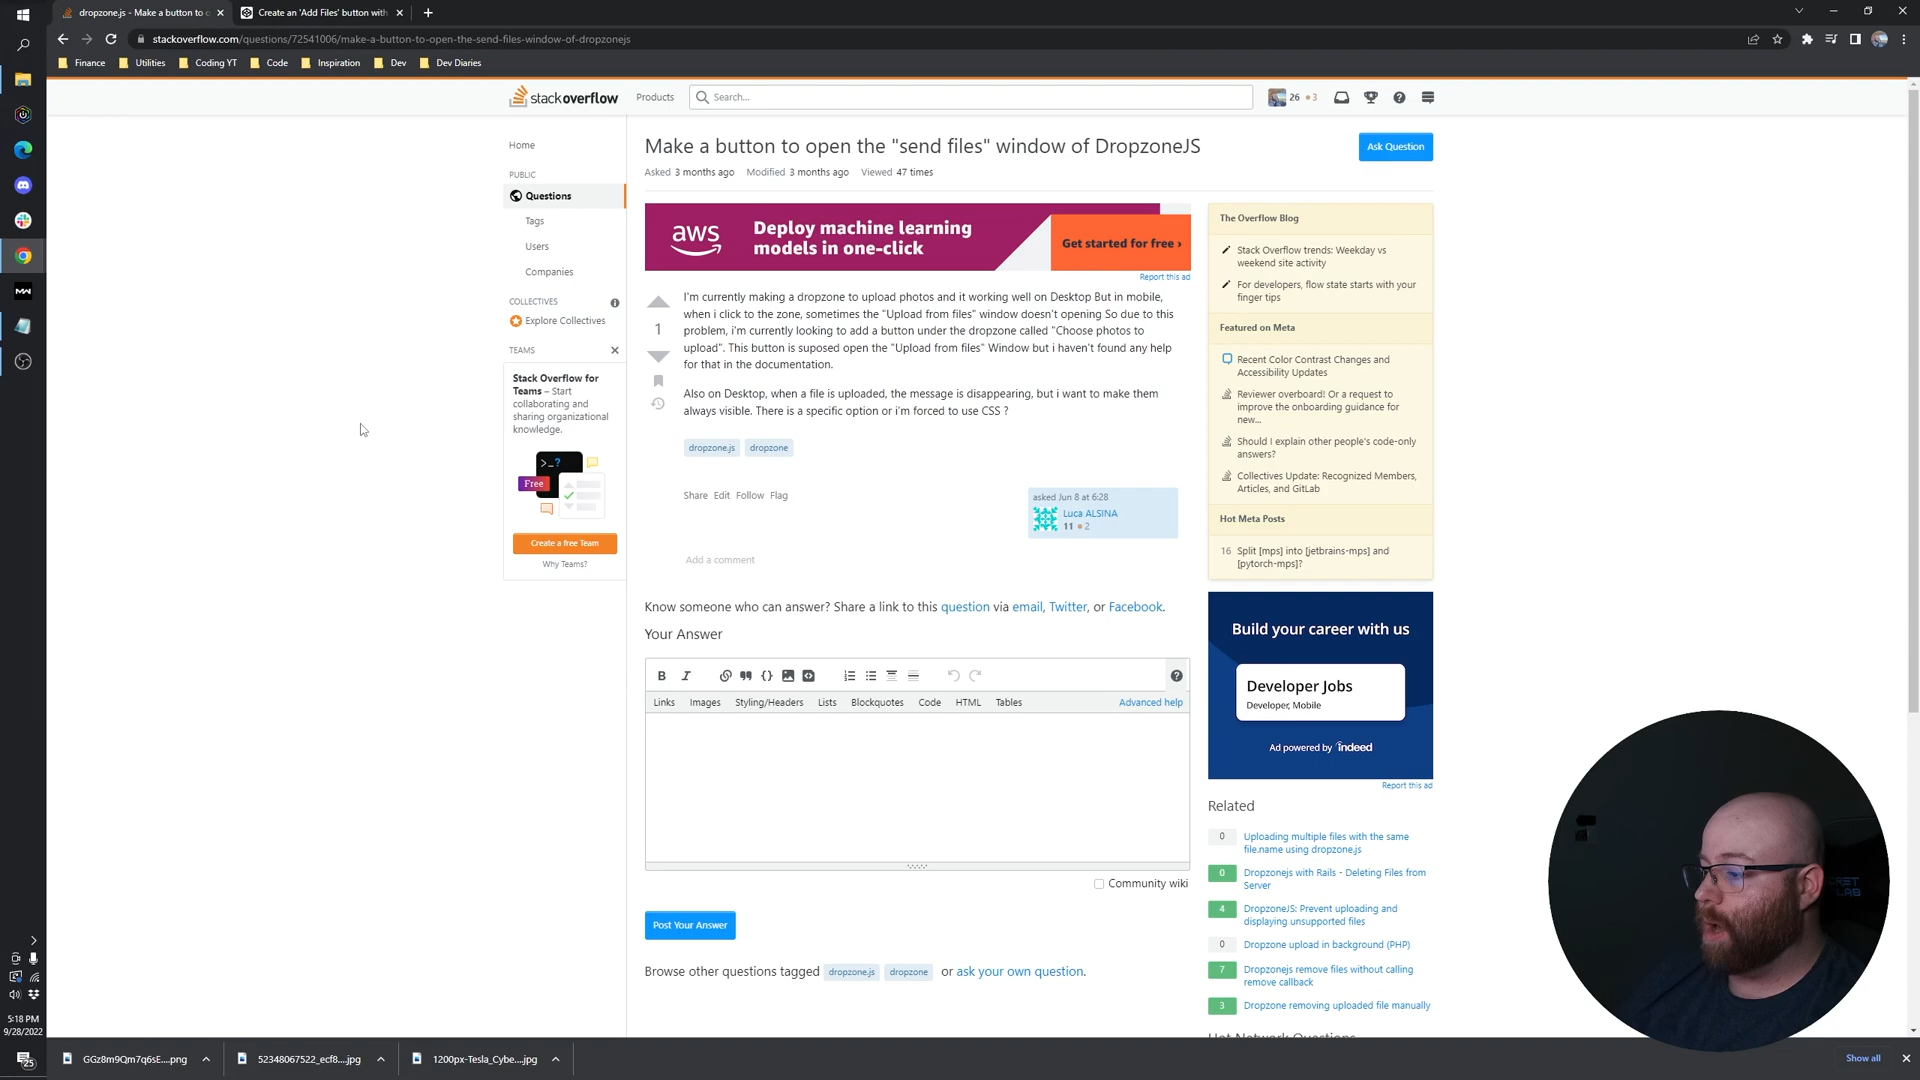 dropzone.js - Make a button to o
Create an 'Add Files' button with
stackoverflow.com/questions/72541006/make-a-button-to-open-the-send-files-window-of-dropzonejs
Finance
Utilities
Coding YT
Code
Inspiration
Dev
Dev Diaries
stackoverflow
Products
Search...
26
3
Home
PUBLIC
Questions
Tags
Users
Companies
COLLECTIVES
Explore Collectives
TEAMS
Stack Overflow for
Teams – Start
collaborating and
sharing organizational
knowledge.
>_?
Free
Create a free Team
Why Teams?
Make a button to open the "send files" window of DropzoneJS
Ask Question
Asked 3 months ago Modified 3 months ago Viewed 47 times
aws
Deploy machine learning
models in one-click
Get started for free ›
Report this ad
1
I'm currently making a dropzone to upload photos and it working well on Desktop But in mobile,
when i click to the zone, sometimes the "Upload from files" window doesn't opening So due to this
problem, i'm currently looking to add a button under the dropzone called "Choose photos to
upload". This button is suposed open the "Upload from files" Window but i haven't found any help
for that in the documentation.
Also on Desktop, when a file is uploaded, the message is disappearing, but i want to make them
always visible. There is a specific option or i'm forced to use CSS ?
dropzone.js
dropzone
Share Edit Follow Flag
asked Jun 8 at 6:28
Luca ALSINA
11 2
Add a comment
Know someone who can answer? Share a link to this question via email, Twitter, or Facebook.
Your Answer
B I
Links Images Styling/Headers Lists Blockquotes Code HTML Tables
Advanced help
Community wiki
Post Your Answer
Browse other questions tagged dropzone.js dropzone or ask your own question.
The Overflow Blog
Stack Overflow trends: Weekday vs
weekend site activity
For developers, flow state starts with your
finger tips
Featured on Meta
Recent Color Contrast Changes and
Accessibility Updates
Reviewer overboard! Or a request to
improve the onboarding guidance for
new...
Should I explain other people's code-only
answers?
Collectives Update: Recognized Members,
Articles, and GitLab
Hot Meta Posts
16 Split [mps] into [jetbrains-mps] and
[pytorch-mps]?
Build your career with us
Developer Jobs
Developer, Mobile
Ad powered by indeed
Report this ad
Related
0 Uploading multiple files with the same
file.name using dropzone.js
0 Dropzonejs with Rails - Deleting Files from
Server
4 DropzoneJS: Prevent uploading and
displaying unsupported files
0 Dropzone upload in background (PHP)
7 Dropzonejs remove files without calling
remove callback
3 Dropzone removing uploaded file manually
Hot Network Questions
5:18 PM
9/28/2022
25
GGz8m9Qm7q6sE....png
52348067522_ecf8....jpg
1200px-Tesla_Cybe....jpg
Show all